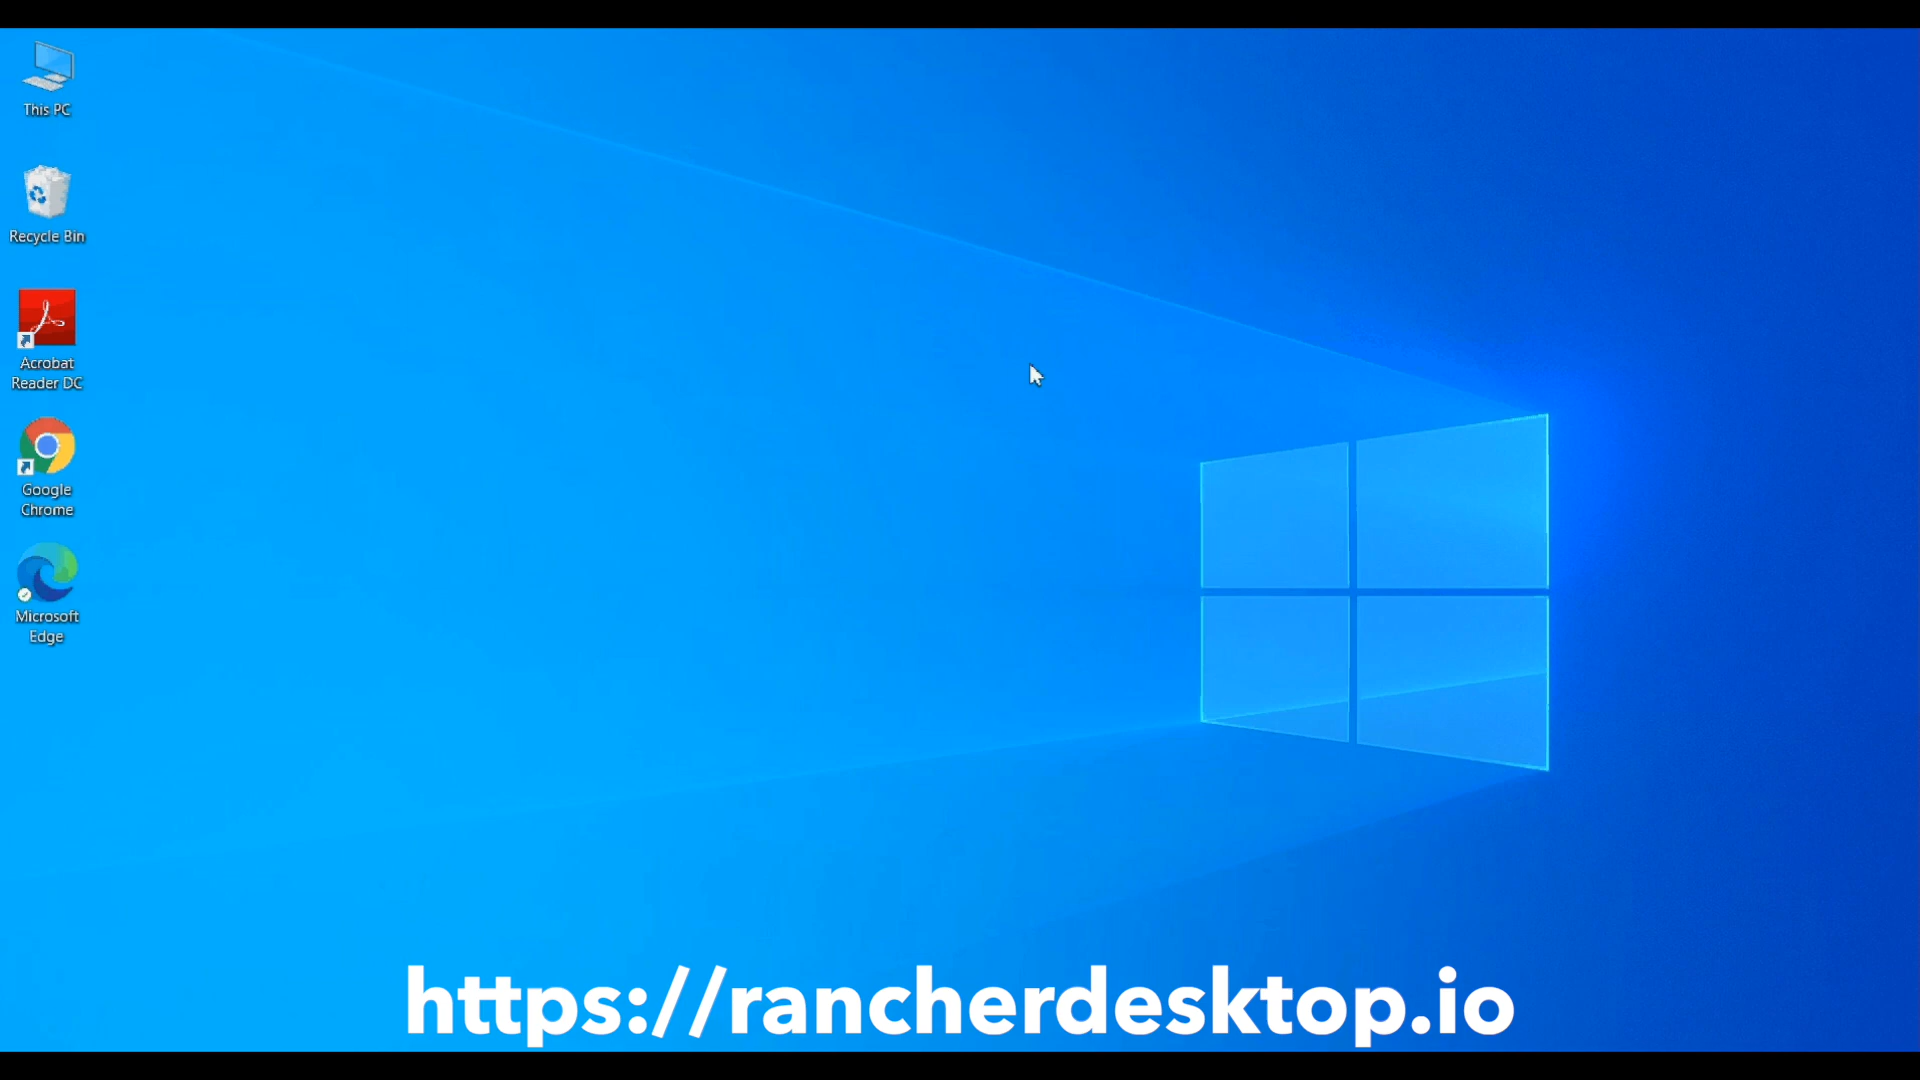 This PC
Recycle Bin
Acrobat
Reader DC
Google
Chrome
Microsoft
Edge
https://rancherdesktop.io